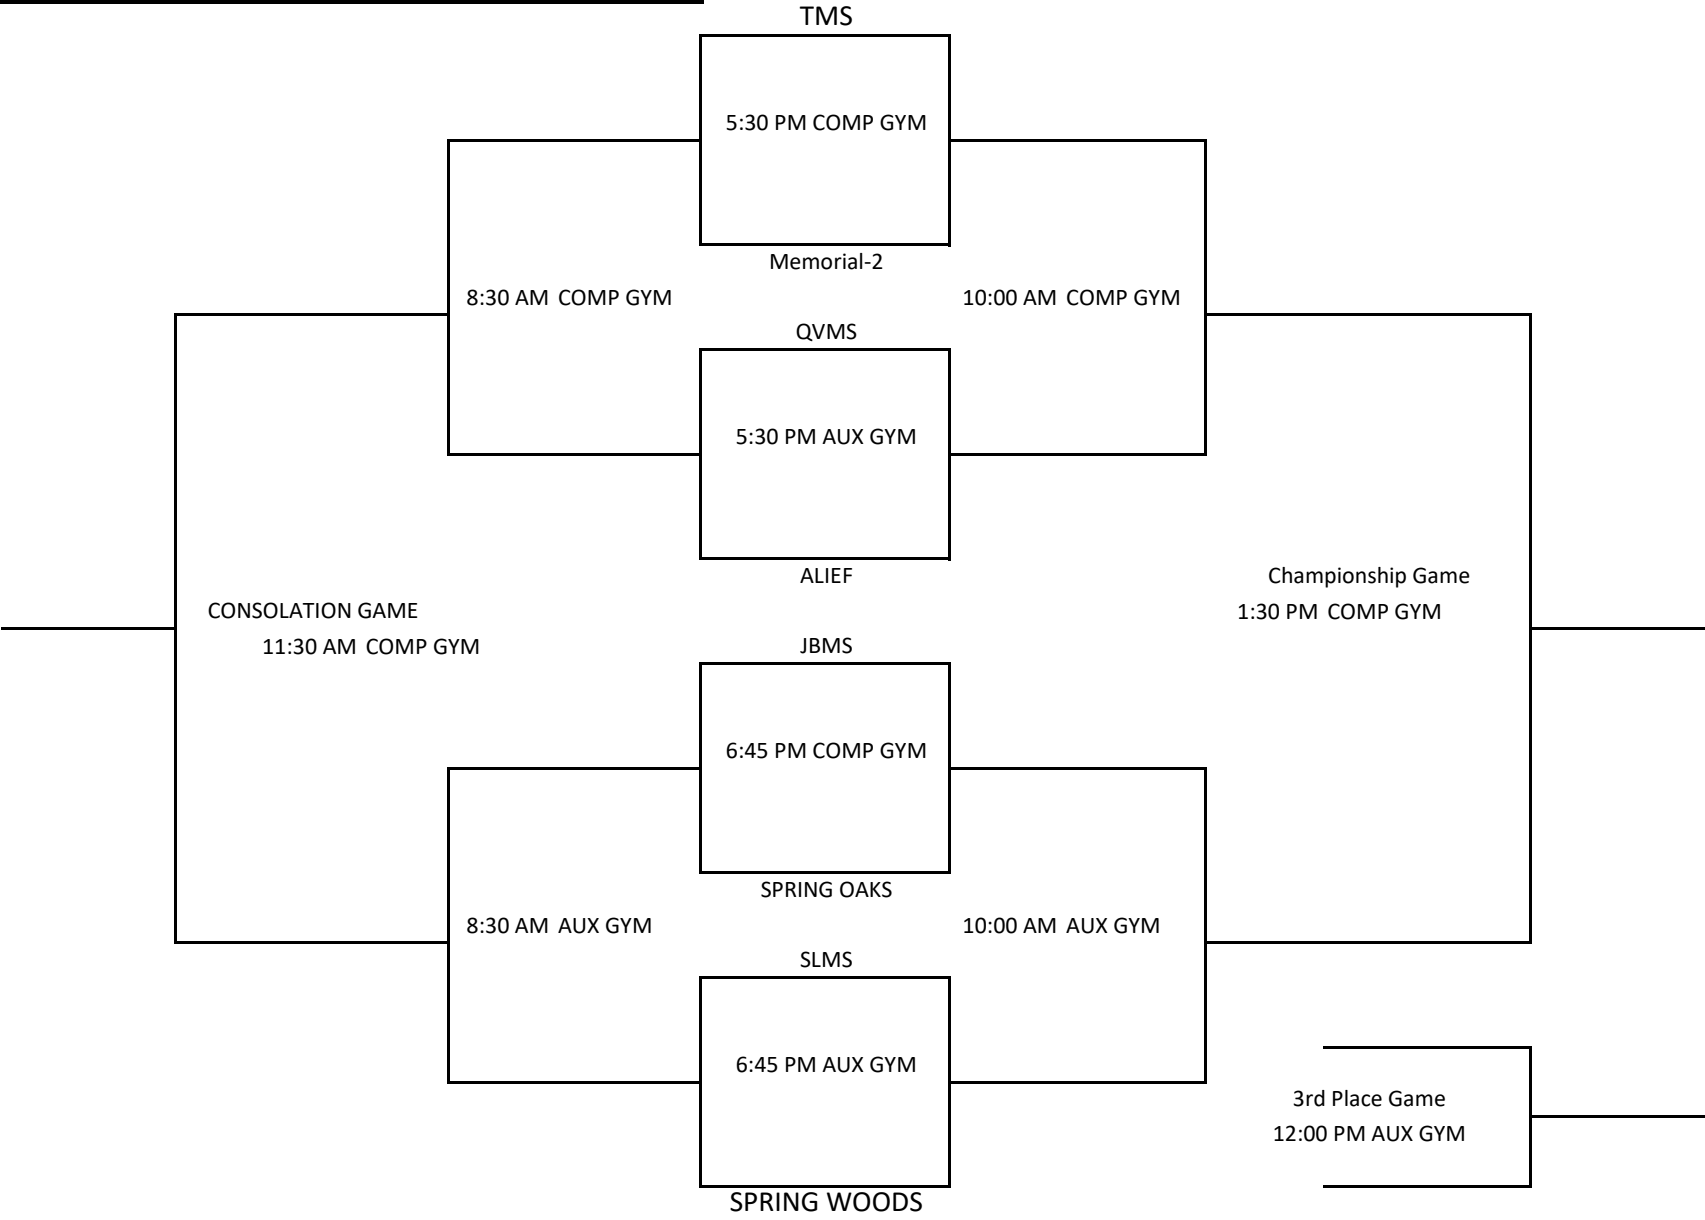 TMS
5:30 PM COMP GYM
Memorial-2
8:30 AM COMP GYM
10:00 AM COMP GYM
QVMS
5:30 PM AUX GYM
ALIEF
Championship Game
CONSOLATION GAME
1:30 PM COMP GYM
11:30 AM COMP GYM
JBMS
6:45 PM COMP GYM
SPRING OAKS
8:30 AM AUX GYM
10:00 AM AUX GYM
SLMS
6:45 PM AUX GYM
3rd Place Game
12:00 PM AUX GYM
SPRING WOODS